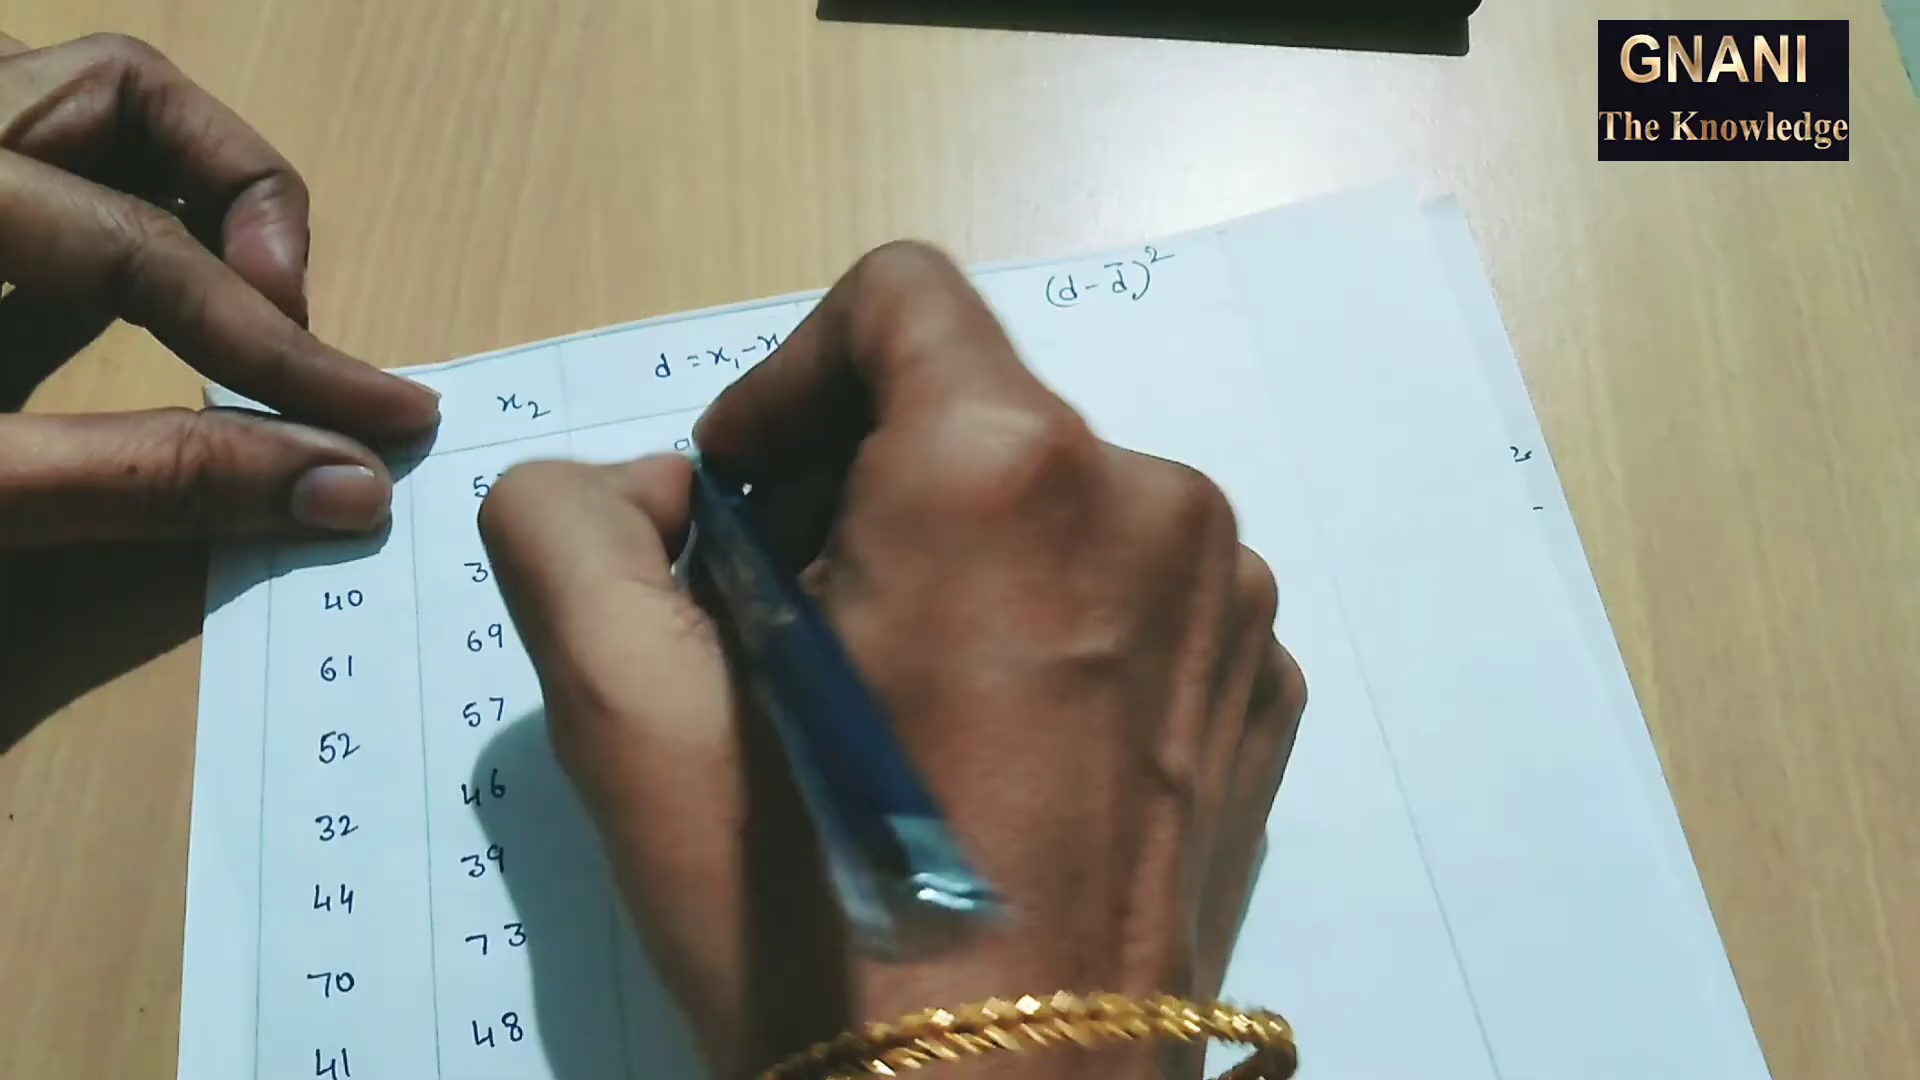 GNANI
The Knowledge
(d - d̄)²
d = x₁ - x
x₂
40
61 69
52 57
32 46
44 39
70 73
41 48